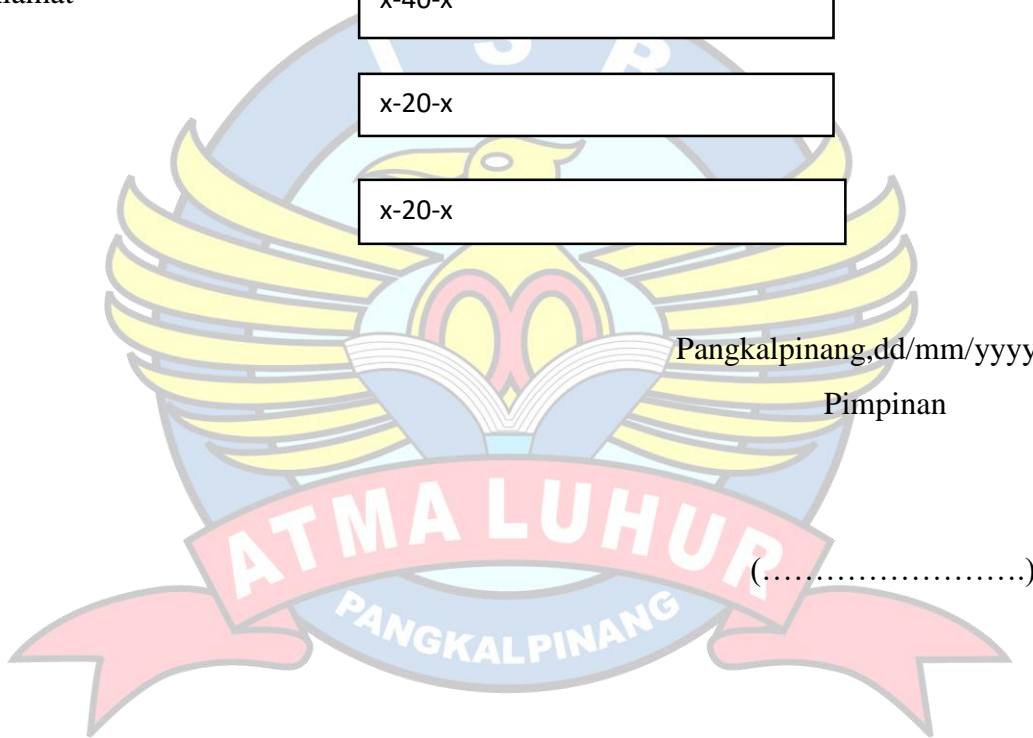 x-40-x
I S B
x-20-x
x-20-x
Pangkalpinang,dd/mm/yyyy
Pimpinan
ATMA LUHUR
(……………………….)
PANGKALPINANG